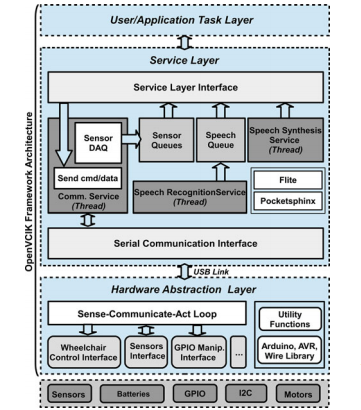 OpenVCIK Framework Architecture
User/Application Task Layer
Service Layer
Service Layer Interface
Sensor
DAQ
Send cmd/data
Comm. Service
(Thread)
Sensor
Queues
Speech
Queue
Speech Synthesis
Service
(Thread)
Speech RecognitionService
(Thread)
Flite
Pocketsphinx
Serial Communication Interface
USB Link
Hardware Abstraction Layer
Sense-Communicate-Act Loop
Wheelchair
Control Interface
Sensors
Interface
GPIO Manip.
Interface
...
Utility
Functions
Arduino, AVR,
Wire Library
Sensors
Batteries
GPIO
I2C
Motors